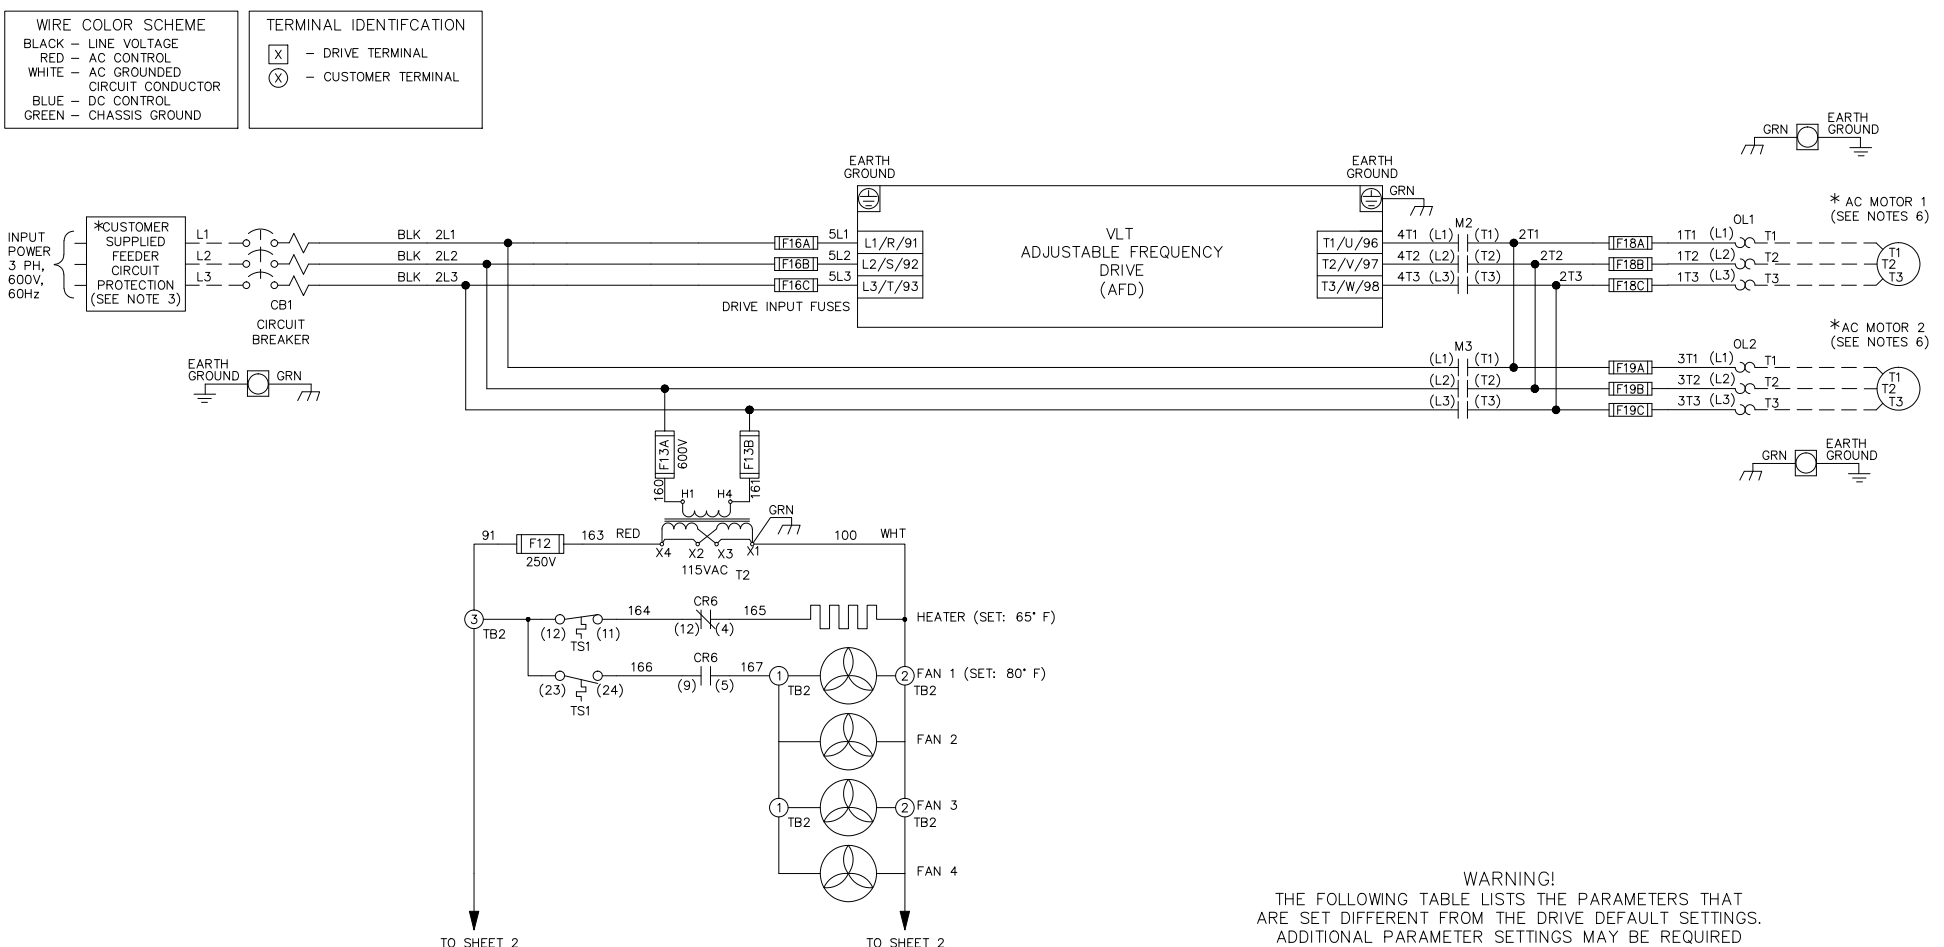 WIRE COLOR SCHEME
BLACK – LINE VOLTAGE
RED – AC CONTROL
WHITE – AC GROUNDED
CIRCUIT CONDUCTOR
BLUE – DC CONTROL
GREEN – CHASSIS GROUND
TERMINAL IDENTIFCATION
X – DRIVE TERMINAL
X – CUSTOMER TERMINAL
GRN
EARTH
GROUND
INPUT
POWER
3 PH,
600V,
60Hz
*CUSTOMER
SUPPLIED
FEEDER
CIRCUIT
PROTECTION
(SEE NOTE 3)
L1
L2
L3
CB1
CIRCUIT
BREAKER
EARTH
GROUND
GRN
BLK 2L1
BLK 2L2
BLK 2L3
F16A
F16B
F16C
5L1
5L2
5L3
DRIVE INPUT FUSES
EARTH
GROUND
L1/R/91
L2/S/92
L3/T/93
VLT
ADJUSTABLE FREQUENCY
DRIVE
(AFD)
EARTH
GROUND
GRN
T1/U/96
T2/V/97
T3/W/98
M2
4T1 (L1) (T1) 2T1
4T2 (L2) (T2) 2T2
4T3 (L3) (T3) 2T3
F18A
F18B
F18C
OL1
1T1 (L1) T1
1T2 (L2) T2
1T3 (L3) T3
* AC MOTOR 1
(SEE NOTES 6)
T1
T2
T3
M3
(L1) (T1)
(L2) (T2)
(L3) (T3)
F19A
F19B
F19C
OL2
3T1 (L1) T1
3T2 (L2) T2
3T3 (L3) T3
*AC MOTOR 2
(SEE NOTES 6)
T1
T2
T3
GRN
EARTH
GROUND
F13A
600V
F13B
160
161
H1 H4
GRN
91
F12
250V
163 RED
X4 X2 X3 X1
115VAC T2
100 WHT
3
TB2
(12) (11)
TS1
164
CR6
(12) (4)
165
HEATER (SET: 65° F)
(23) (24)
TS1
166
CR6
(9) (5)
167
1
TB2
2
TB2
FAN 1 (SET: 80° F)
FAN 2
1
TB2
2
TB2
FAN 3
FAN 4
TO SHEET 2
TO SHEET 2
WARNING!
THE FOLLOWING TABLE LISTS THE PARAMETERS THAT
ARE SET DIFFERENT FROM THE DRIVE DEFAULT SETTINGS.
ADDITIONAL PARAMETER SETTINGS MAY BE REQUIRED